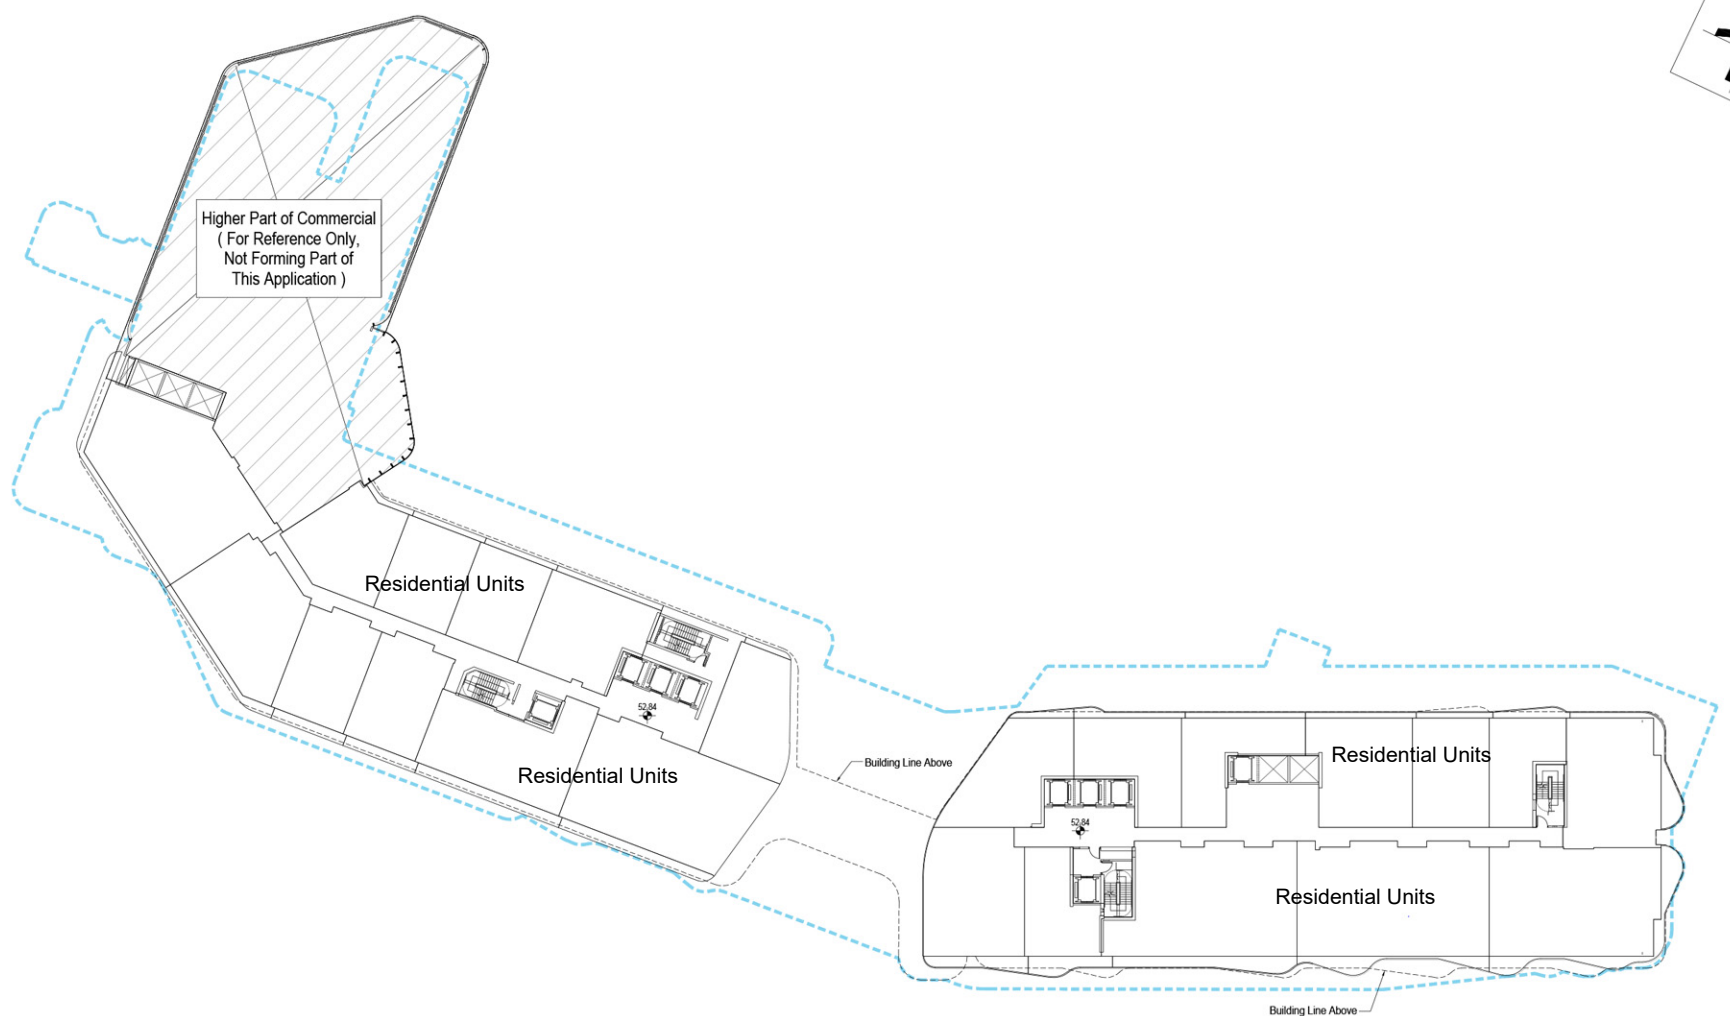 Higher Part of Commercial
( For Reference Only,
Not Forming Part of
This Application )
Residential Units
52.84
Residential Units
Building Line Above
Residential Units
52.84
Residential Units
Building Line Above